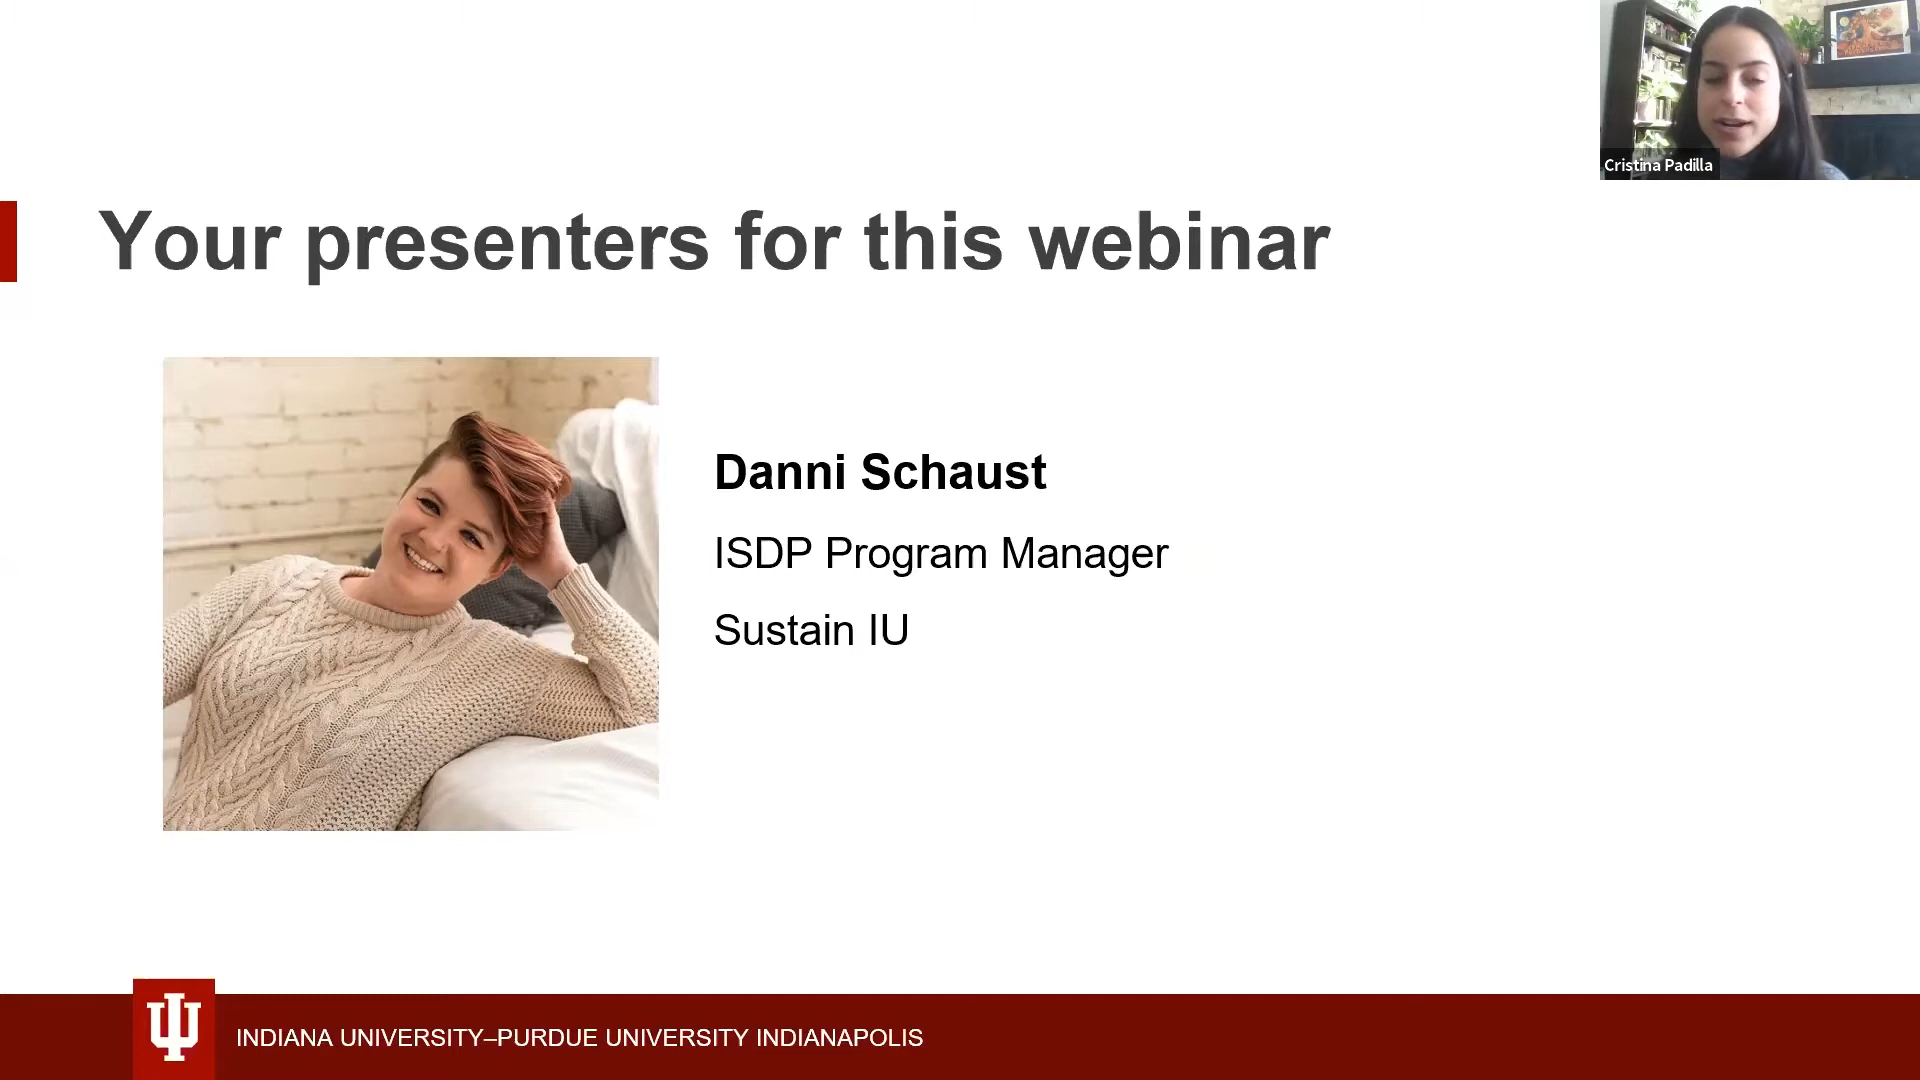 Cristina Padilla
Your presenters for this webinar
Danni Schaust
ISDP Program Manager
Sustain IU
INDIANA UNIVERSITY–PURDUE UNIVERSITY INDIANAPOLIS